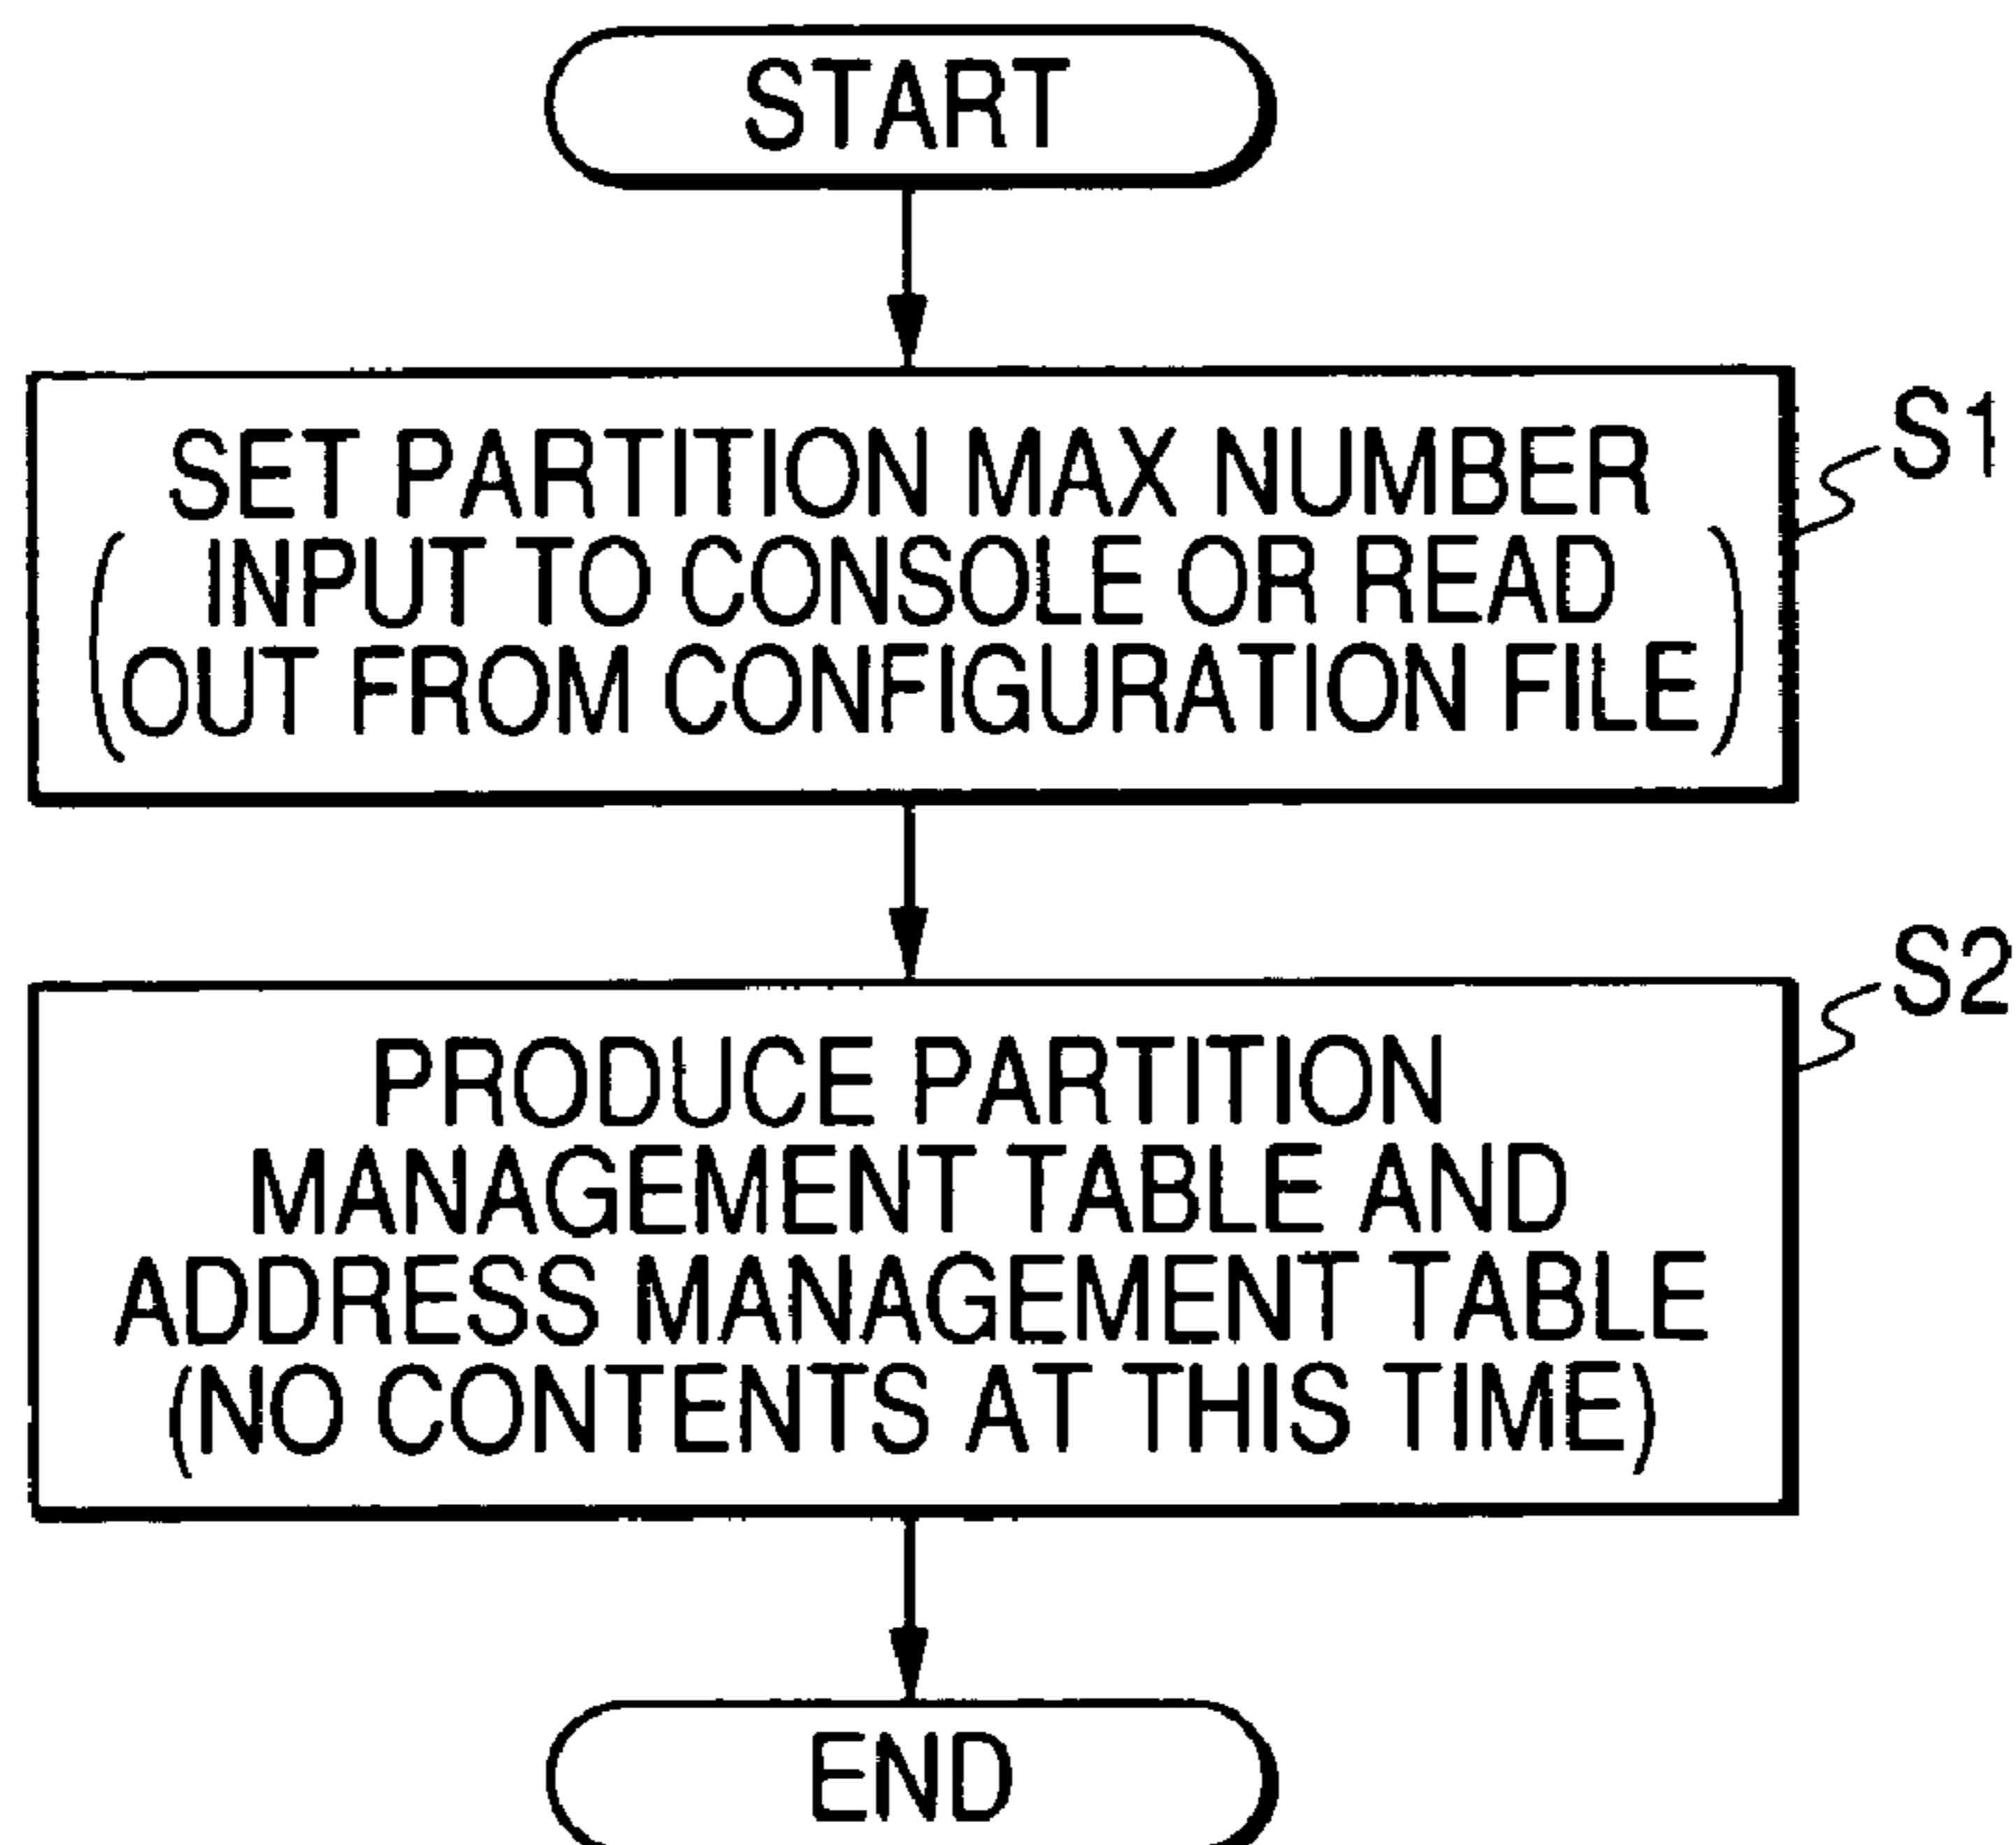 START
SET PARTITION MAX NUMBER
(INPUT TO CONSOLE OR READ
OUT FROM CONFIGURATION FILE)
S1
PRODUCE PARTITION
MANAGEMENT TABLE AND
ADDRESS MANAGEMENT TABLE
(NO CONTENTS AT THIS TIME)
S2
END